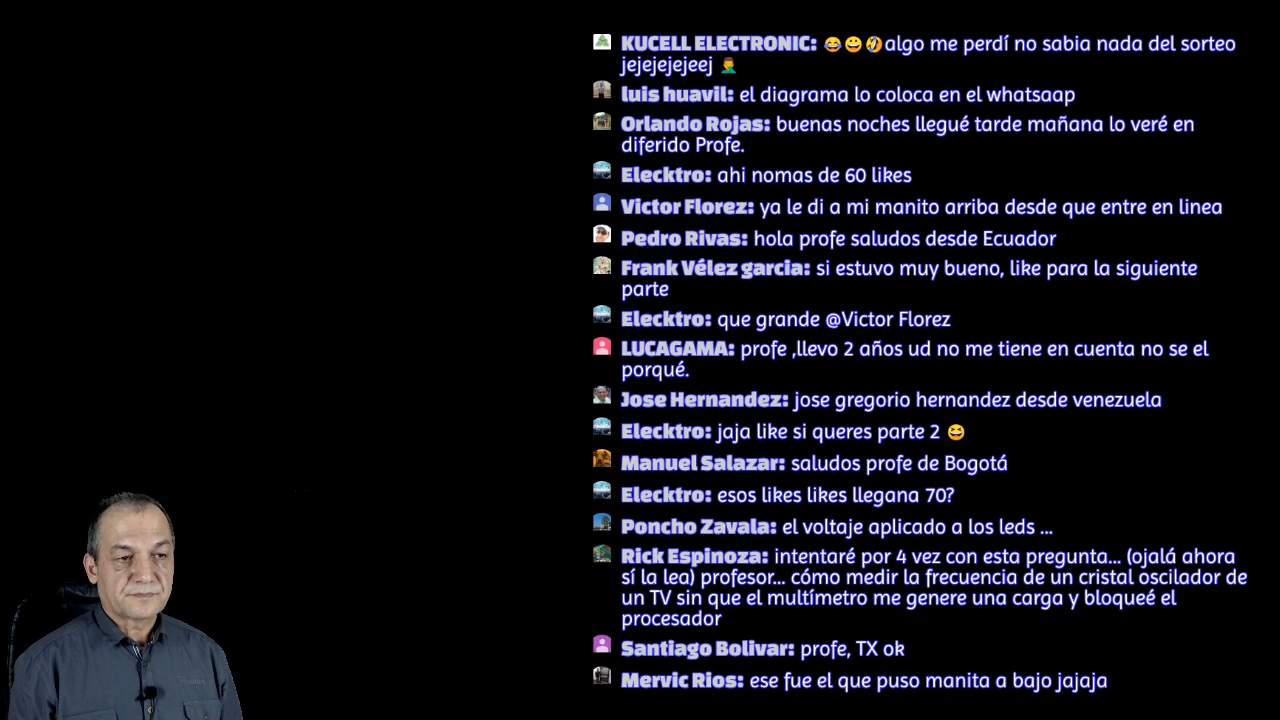 KUCELL ELECTRONIC: 😂😀🤣algo me perdí no sabia nada del sorteo
jejejejejeej 🤦‍♂️
luis huavil: el diagrama lo coloca en el whatsaap
Orlando Rojas: buenas noches llegué tarde mañana lo veré en
diferido Profe.
Elecktro: ahi nomas de 60 likes
Victor Florez: ya le di a mi manito arriba desde que entre en linea
Pedro Rivas: hola profe saludos desde Ecuador
Frank Vélez garcia: si estuvo muy bueno, like para la siguiente
parte
Elecktro: que grande @Victor Florez
LUCAGAMA: profe ,llevo 2 años ud no me tiene en cuenta no se el
porqué.
Jose Hernandez: jose gregorio hernandez desde venezuela
Elecktro: jaja like si queres parte 2 😆
Manuel Salazar: saludos profe de Bogotá
Elecktro: esos likes likes llegana 70?
Poncho Zavala: el voltaje aplicado a los leds ...
Rick Espinoza: intentaré por 4 vez con esta pregunta... (ojalá ahora
sí la lea) profesor... cómo medir la frecuencia de un cristal oscilador de
un TV sin que el multímetro me genere una carga y bloqueé el
procesador
Santiago Bolivar: profe, TX ok
Mervic Rios: ese fue el que puso manita a bajo jajaja